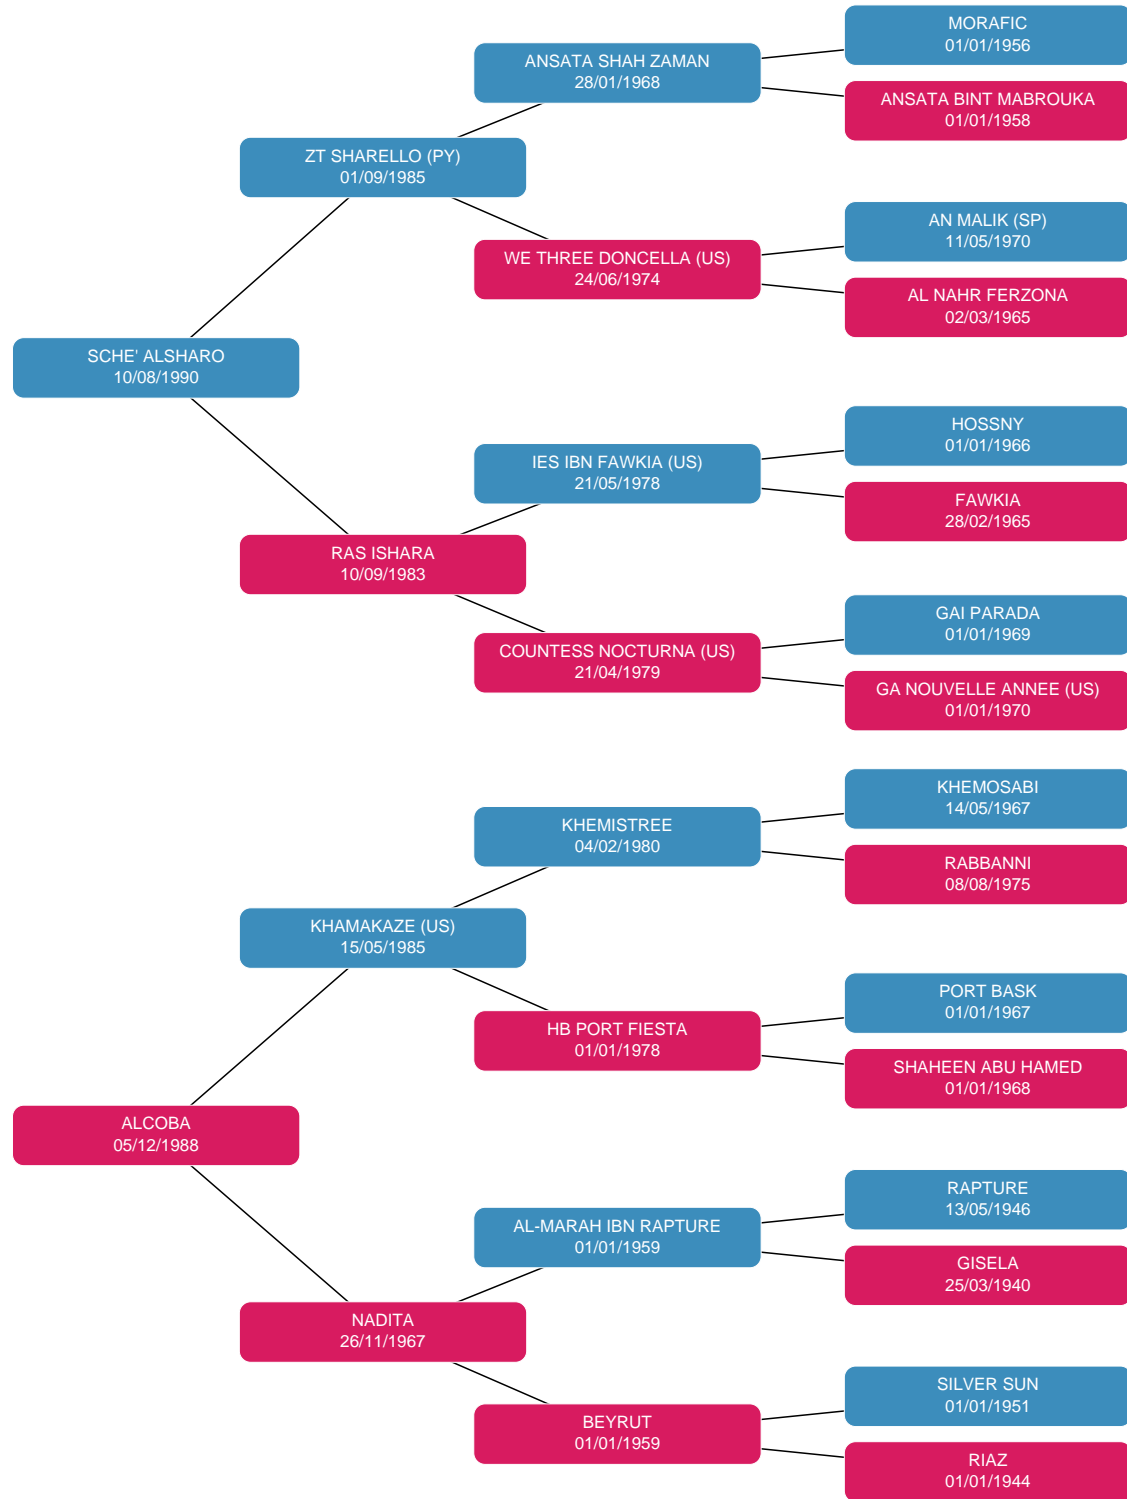 MORAFIC
01/01/1956
ANSATA SHAH ZAMAN
28/01/1968
ANSATA BINT MABROUKA
01/01/1958
ZT SHARELLO (PY)
01/09/1985
AN MALIK (SP)
11/05/1970
WE THREE DONCELLA (US)
24/06/1974
AL NAHR FERZONA
02/03/1965
SCHE' ALSHARO
10/08/1990
HOSSNY
01/01/1966
IES IBN FAWKIA (US)
21/05/1978
FAWKIA
28/02/1965
RAS ISHARA
10/09/1983
GAI PARADA
01/01/1969
COUNTESS NOCTURNA (US)
21/04/1979
GA NOUVELLE ANNEE (US)
01/01/1970
KHEMOSABI
14/05/1967
KHEMISTREE
04/02/1980
RABBANNI
08/08/1975
KHAMAKAZE (US)
15/05/1985
PORT BASK
01/01/1967
HB PORT FIESTA
01/01/1978
SHAHEEN ABU HAMED
01/01/1968
ALCOBA
05/12/1988
RAPTURE
13/05/1946
AL-MARAH IBN RAPTURE
01/01/1959
GISELA
25/03/1940
NADITA
26/11/1967
SILVER SUN
01/01/1951
BEYRUT
01/01/1959
RIAZ
01/01/1944